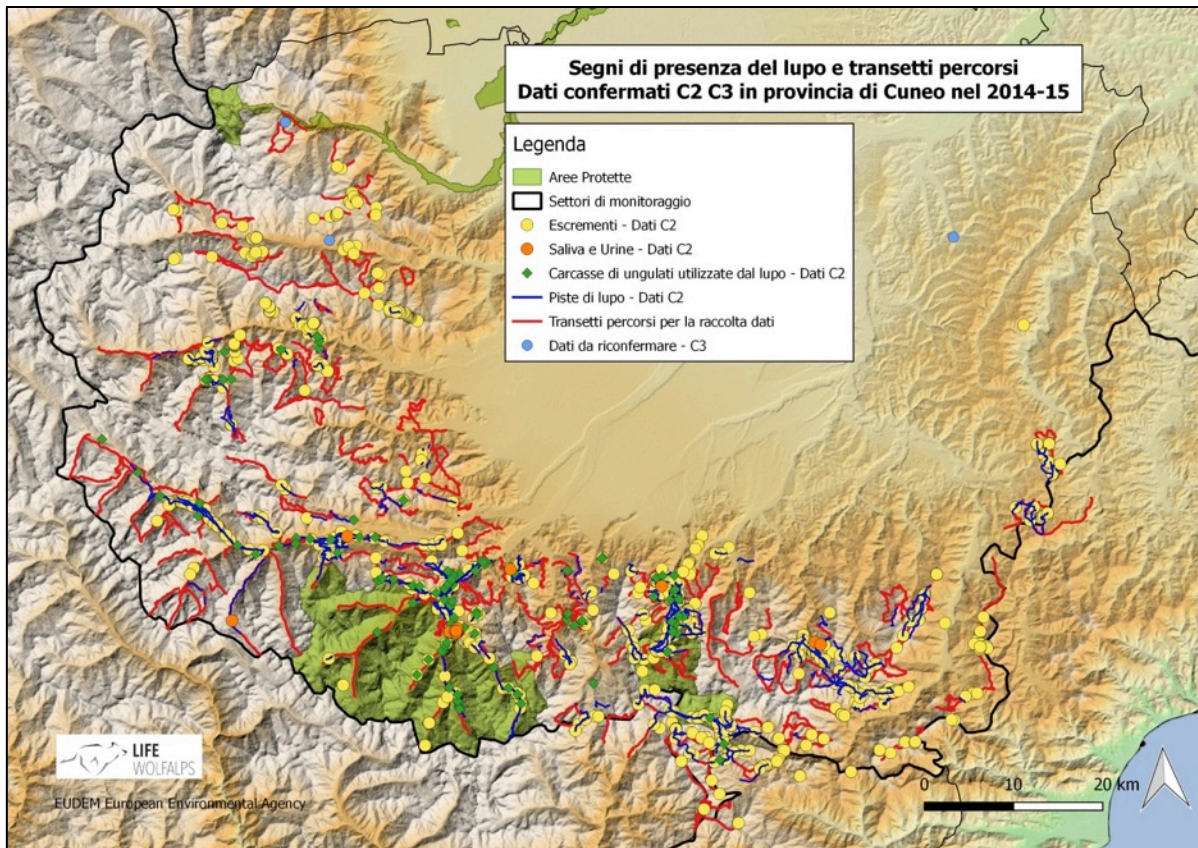 Segni di presenza del lupo e transetti percorsi
Dati confermati C2 C3 in provincia di Cuneo nel 2014-15
Legenda
Aree Protette
Settori di monitoraggio
Escrementi - Dati C2
Saliva e Urine - Dati C2
Carcasse di ungulati utilizzate dal lupo - Dati C2
Piste di lupo - Dati C2
Transetti percorsi per la raccolta dati
Dati da riconfermare - C3
LIFE
WOLFALPS
EUDEM European Environmental Agency
0 10 20 km